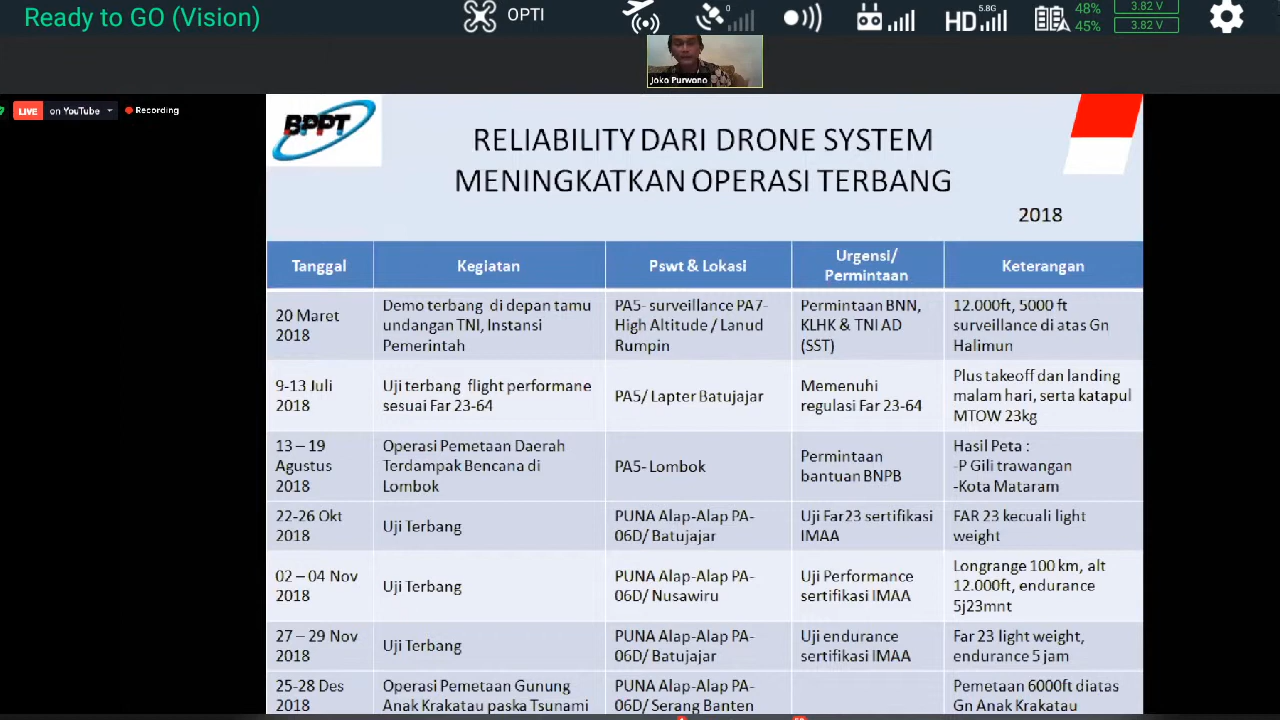 Ready to GO (Vision)
OPTI
0
HD 5.8G
48%
45%
3.82 V
3.82 V
Joko Purwono
LIVE on YouTube Recording
BPPT
RELIABILITY DARI DRONE SYSTEM
MENINGKATKAN OPERASI TERBANG
2018
Tanggal
Kegiatan
Pswt & Lokasi
Urgensi/
Permintaan
Keterangan
20 Maret
2018
Demo terbang di depan tamu
undangan TNI, Instansi
Pemerintah
PA5- surveillance PA7-
High Altitude / Lanud
Rumpin
Permintaan BNN,
KLHK & TNI AD
(SST)
12.000ft, 5000 ft
surveillance di atas Gn
Halimun
9-13 Juli
2018
Uji terbang flight performane
sesuai Far 23-64
PA5/ Lapter Batujajar
Memenuhi
regulasi Far 23-64
Plus takeoff dan landing
malam hari, serta katapul
MTOW 23kg
13 – 19
Agustus
2018
Operasi Pemetaan Daerah
Terdampak Bencana di
Lombok
PA5- Lombok
Permintaan
bantuan BNPB
Hasil Peta :
-P Gili trawangan
-Kota Mataram
22-26 Okt
2018
Uji Terbang
PUNA Alap-Alap PA-
06D/ Batujajar
Uji Far23 sertifikasi
IMAA
FAR 23 kecuali light
weight
02 – 04 Nov
2018
Uji Terbang
PUNA Alap-Alap PA-
06D/ Nusawiru
Uji Performance
sertifikasi IMAA
Longrange 100 km, alt
12.000ft, endurance
5j23mnt
27 – 29 Nov
2018
Uji Terbang
PUNA Alap-Alap PA-
06D/ Batujajar
Uji endurance
sertifikasi IMAA
Far 23 light weight,
endurance 5 jam
25-28 Des
2018
Operasi Pemetaan Gunung
Anak Krakatau paska Tsunami
PUNA Alap-Alap PA-
06D/ Serang Banten
Pemetaan 6000ft diatas
Gn Anak Krakatau